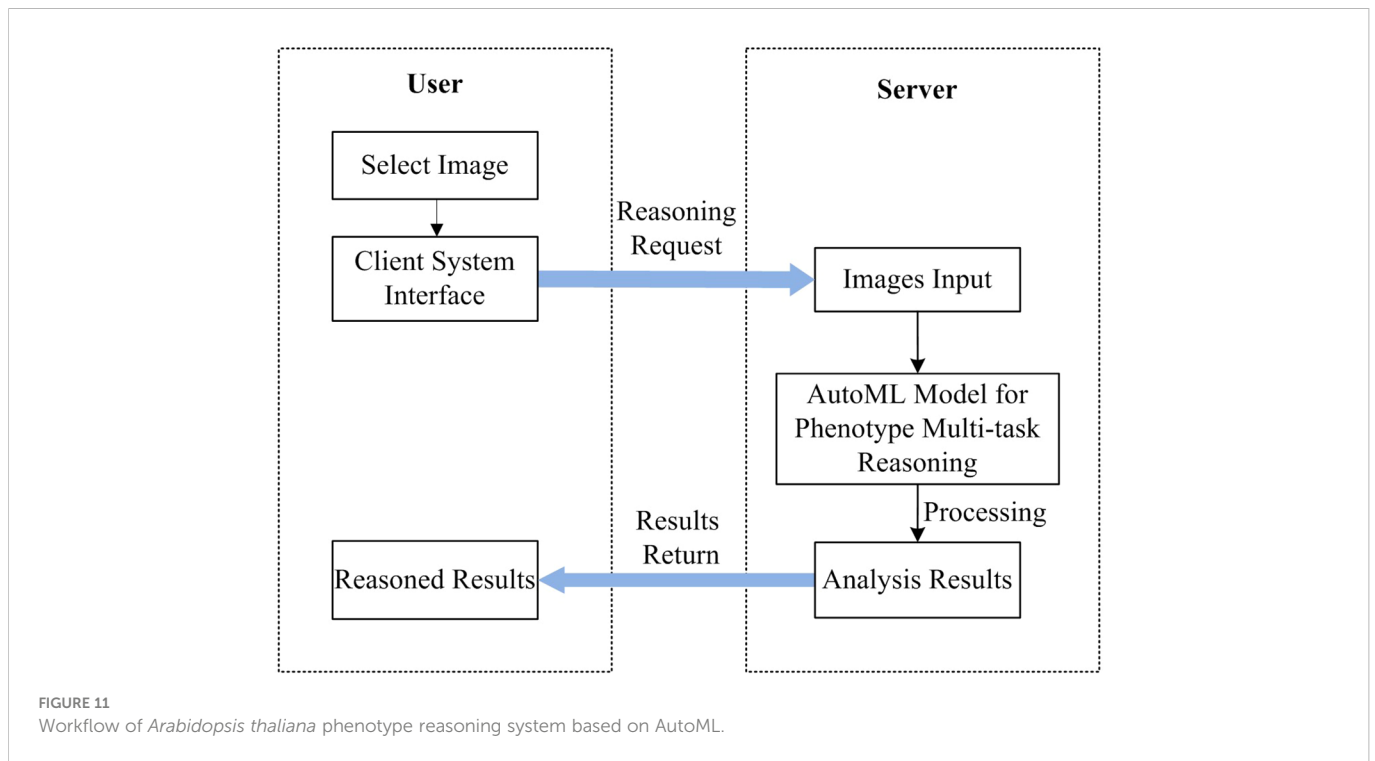 User
Select Image
Client System
Interface
Reasoning
Request
Server
Images Input
AutoML Model for
Phenotype Multi-task
Reasoning
Processing
Analysis Results
Results
Return
Reasoned Results
FIGURE 11
Workflow of Arabidopsis thaliana phenotype reasoning system based on AutoML.